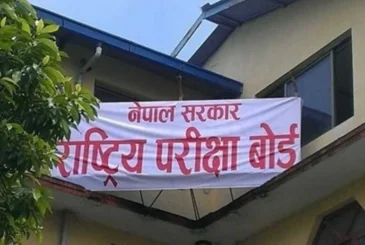 नेपाल सरकार
राष्ट्रिय परीक्षा बोर्ड